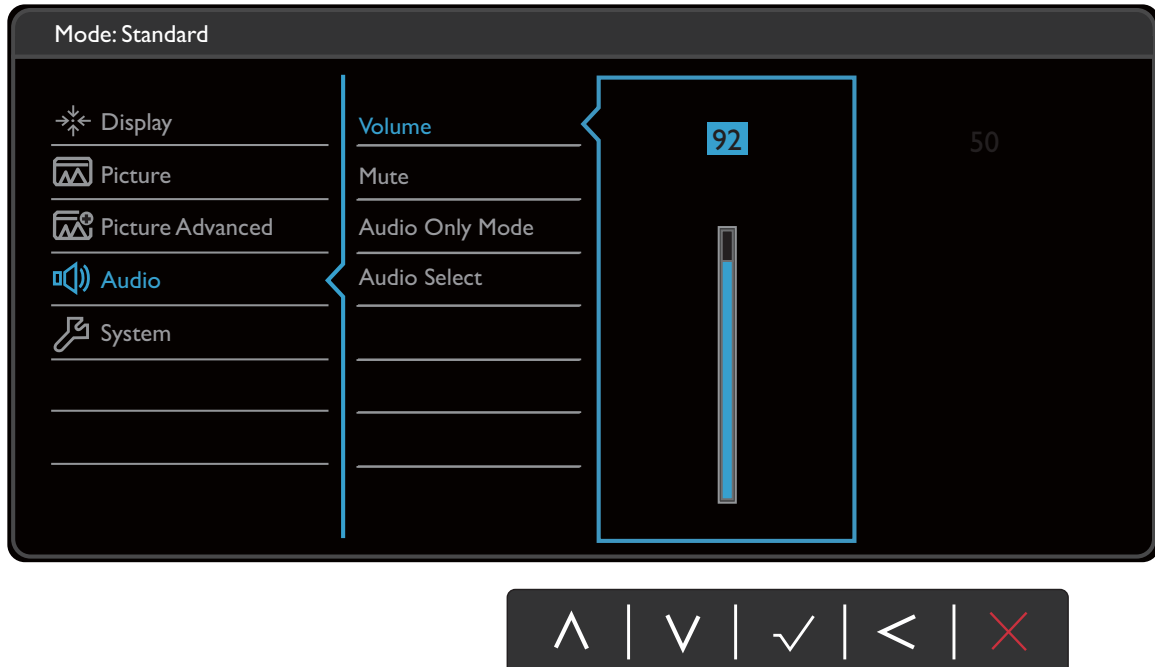 Mode: Standard
Display
Picture
Picture Advanced
Audio
System
Volume
Mute
Audio Only Mode
Audio Select
92
50